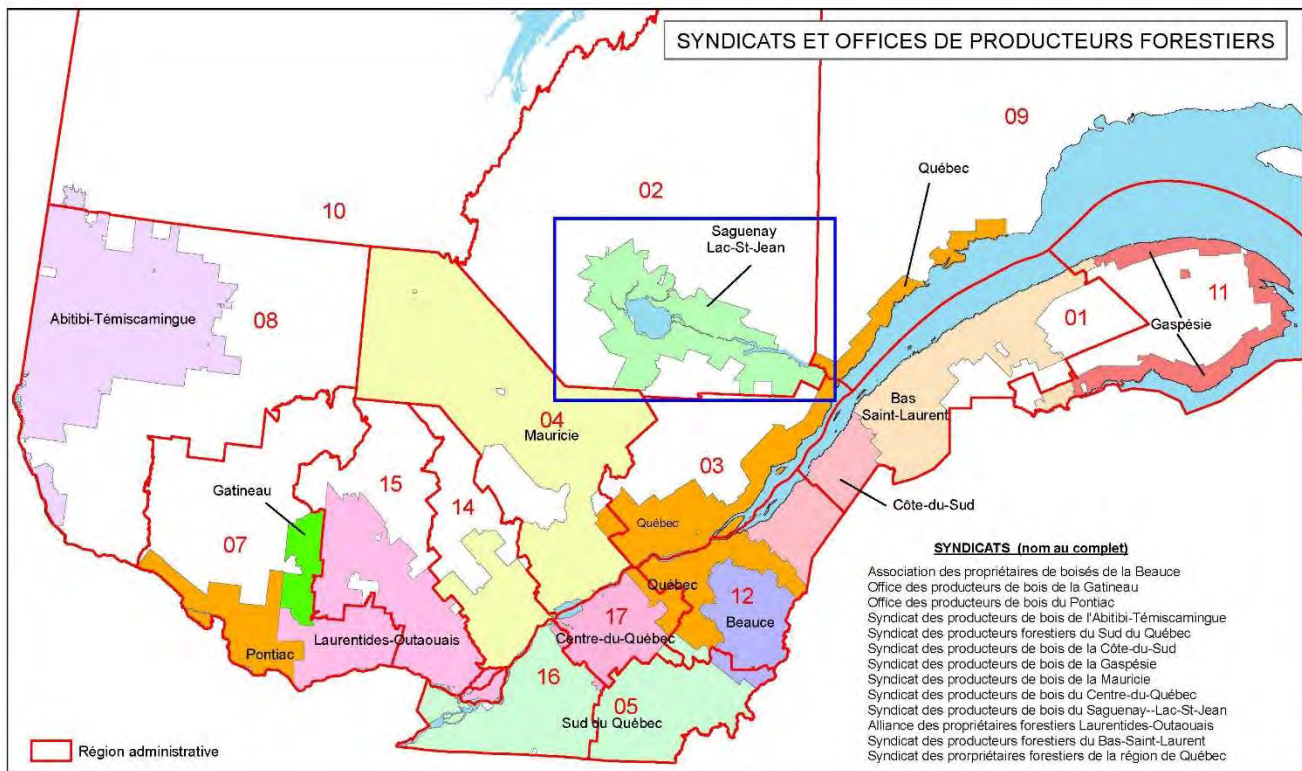 SYNDICATS ET OFFICES DE PRODUCTEURS FORESTIERS
09
Québec
02
10
Saguenay
Lac-St-Jean
11
01
Gaspésie
Abitibi-Témiscamingue
08
Bas
Saint-Laurent
04
Mauricie
03
15
Gatineau
14
Côte-du-Sud
07
Québec
Québec
12
17
Beauce
Centre-du-Québec
Laurentides-Outaouais
Pontiac
16
05
Sud du Québec
SYNDICATS (nom au complet)
Association des propriétaires de boisés de la Beauce
Office des producteurs de bois de la Gatineau
Office des producteurs de bois du Pontiac
Syndicat des producteurs de bois de l'Abitibi-Témiscamingue
Syndicat des producteurs forestiers du Sud du Québec
Syndicat des producteurs de bois de la Côte-du-Sud
Syndicat des producteurs de bois de la Gaspésie
Syndicat des producteurs de bois de la Mauricie
Syndicat des producteurs de bois du Centre-du-Québec
Syndicat des producteurs de bois du Saguenay--Lac-St-Jean
Alliance des propriétaires forestiers Laurentides-Outaouais
Syndicat des producteurs forestiers du Bas-Saint-Laurent
Syndicat des prorpriétaires forestiers de la région de Québec
Région administrative